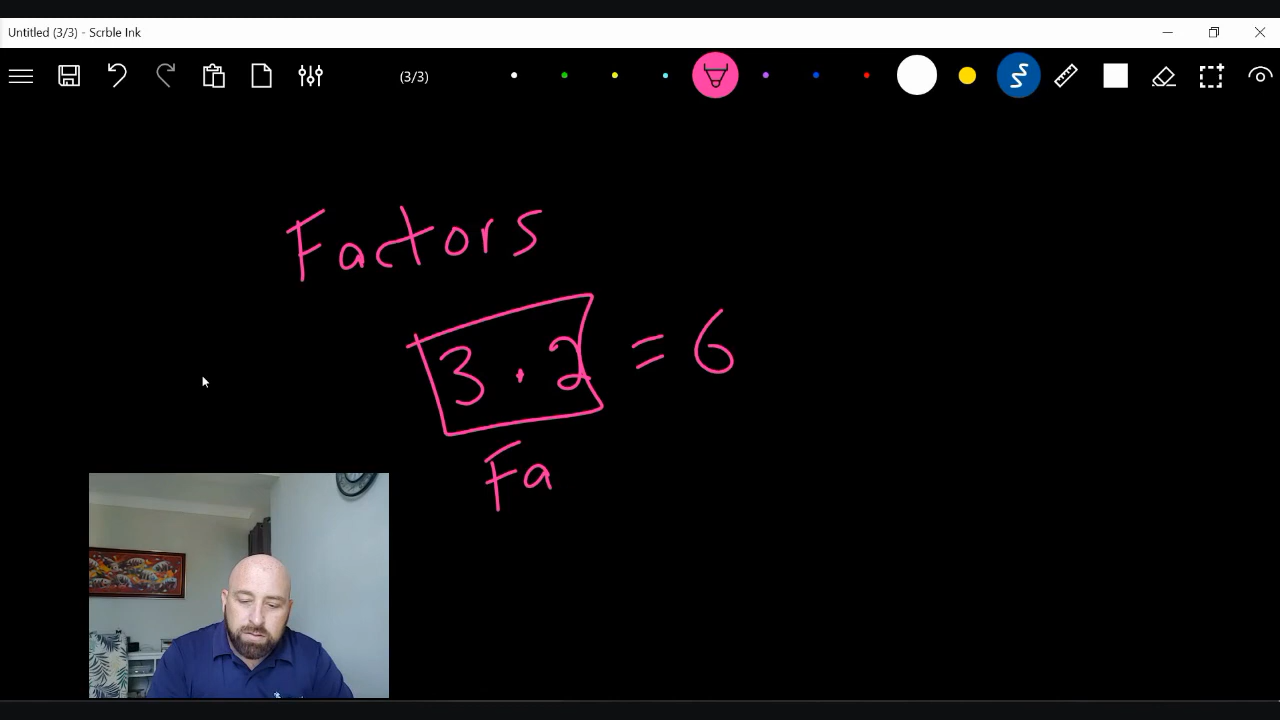 Untitled (3/3) - Scrble Ink
(3/3)
Factors
3 · 2 = 6
Fa